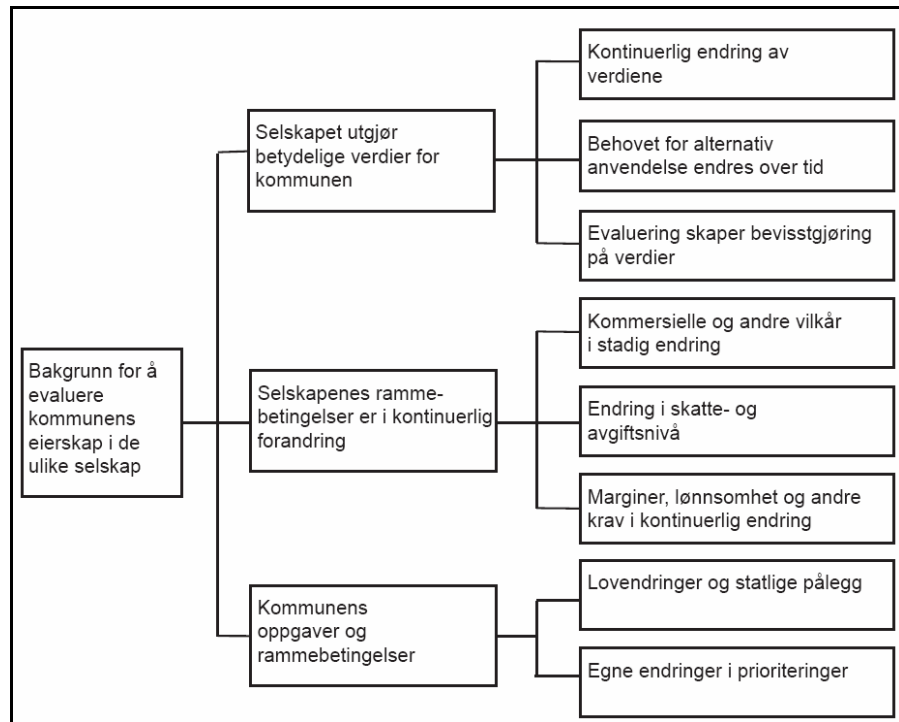 Bakgrunn for å
evaluere
kommunens
eierskap i de
ulike selskap
Selskapet utgjør
betydelige verdier for
kommunen
Kontinuerlig endring av
verdiene
Behovet for alternativ
anvendelse endres over tid
Evaluering skaper bevisstgjøring
på verdier
Selskapenes ramme-
betingelser er i kontinuerlig
forandring
Kommersielle og andre vilkår
i stadig endring
Endring i skatte- og
avgiftsnivå
Marginer, lønnsomhet og andre
krav i kontinuerlig endring
Kommunens
oppgaver og
rammebetingelser
Lovendringer og statlige pålegg
Egne endringer i prioriteringer